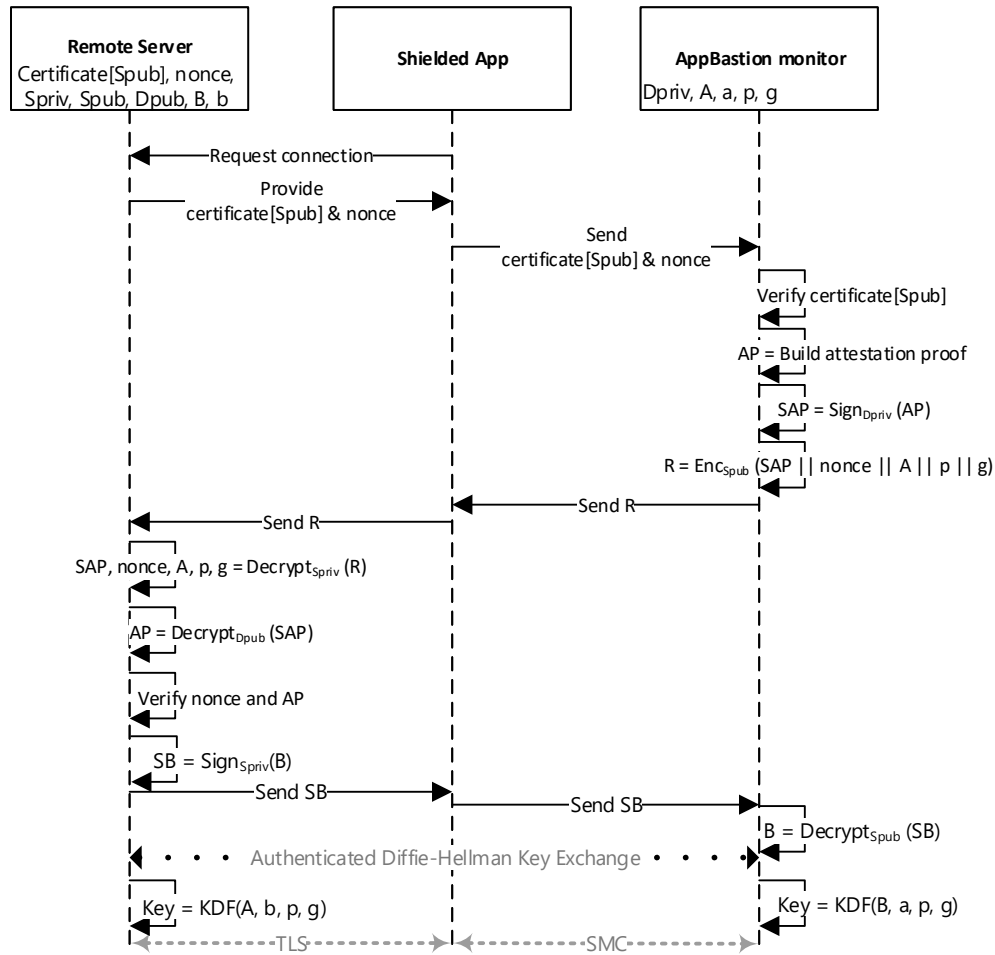 Remote Server
Certificate[Spub], nonce,
Spriv, Spub, Dpub, B, b
Shielded App
AppBastion monitor
Dpriv, A, a, p, g
Request connection
Provide
certificate[Spub] & nonce
Send
certificate[Spub] & nonce
Verify certificate[Spub]
AP = Build attestation proof
SAP = SignDpriv (AP)
R = EncSpub (SAP || nonce || A || p || g)
Send R
Send R
SAP, nonce, A, p, g = DecryptSpriv (R)
AP = DecryptDpub (SAP)
Verify nonce and AP
SB = SignSpriv(B)
Send SB
Send SB
B = DecryptSpub (SB)
Authenticated Diffie-Hellman Key Exchange
Key = KDF(A, b, p, g)
Key = KDF(B, a, p, g)
TLS
SMC